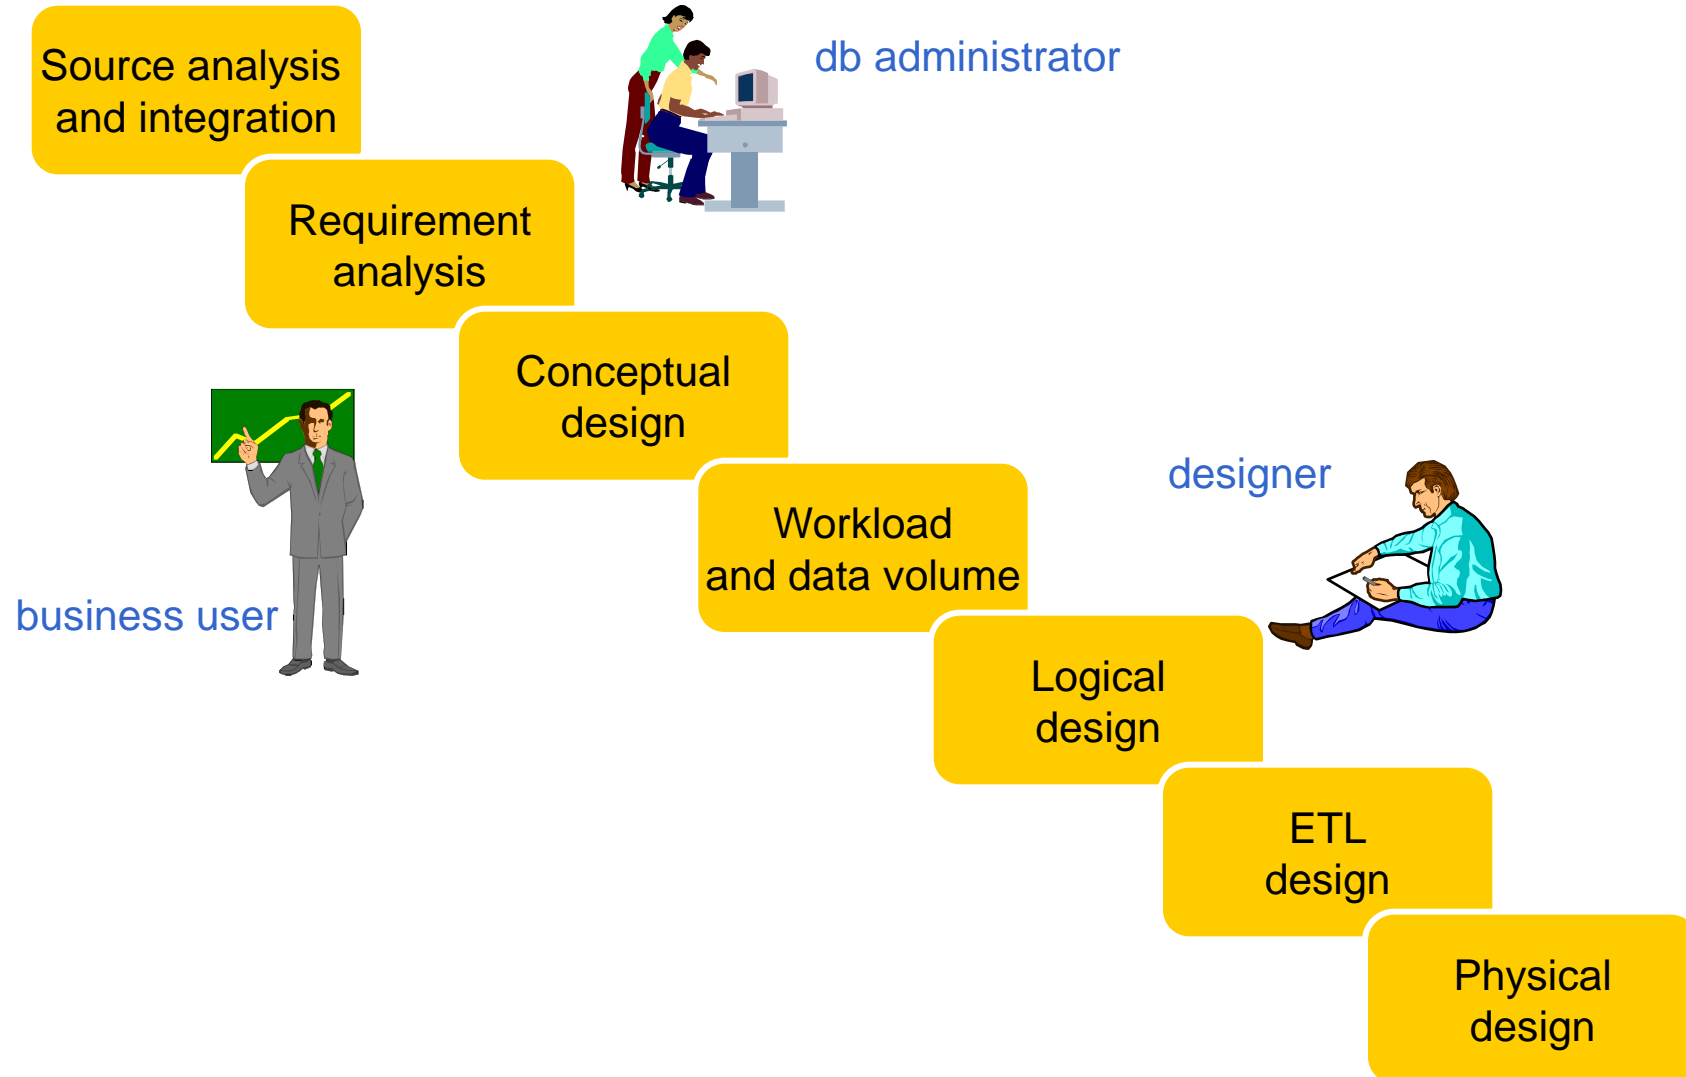 Source analysis
and integration
db administrator
Requirement
analysis
Conceptual
design
business user
Workload
and data volume
designer
Logical
design
ETL
design
Physical
design